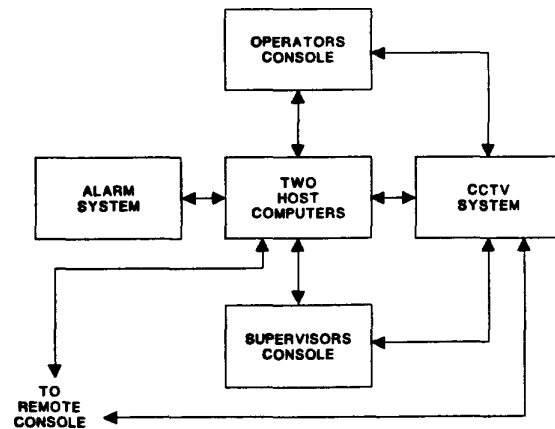 OPERATORS
CONSOLE
ALARM
SYSTEM
TWO
HOST
COMPUTERS
CCTV
SYSTEM
SUPERVISORS
CONSOLE
TO
REMOTE
CONSOLE